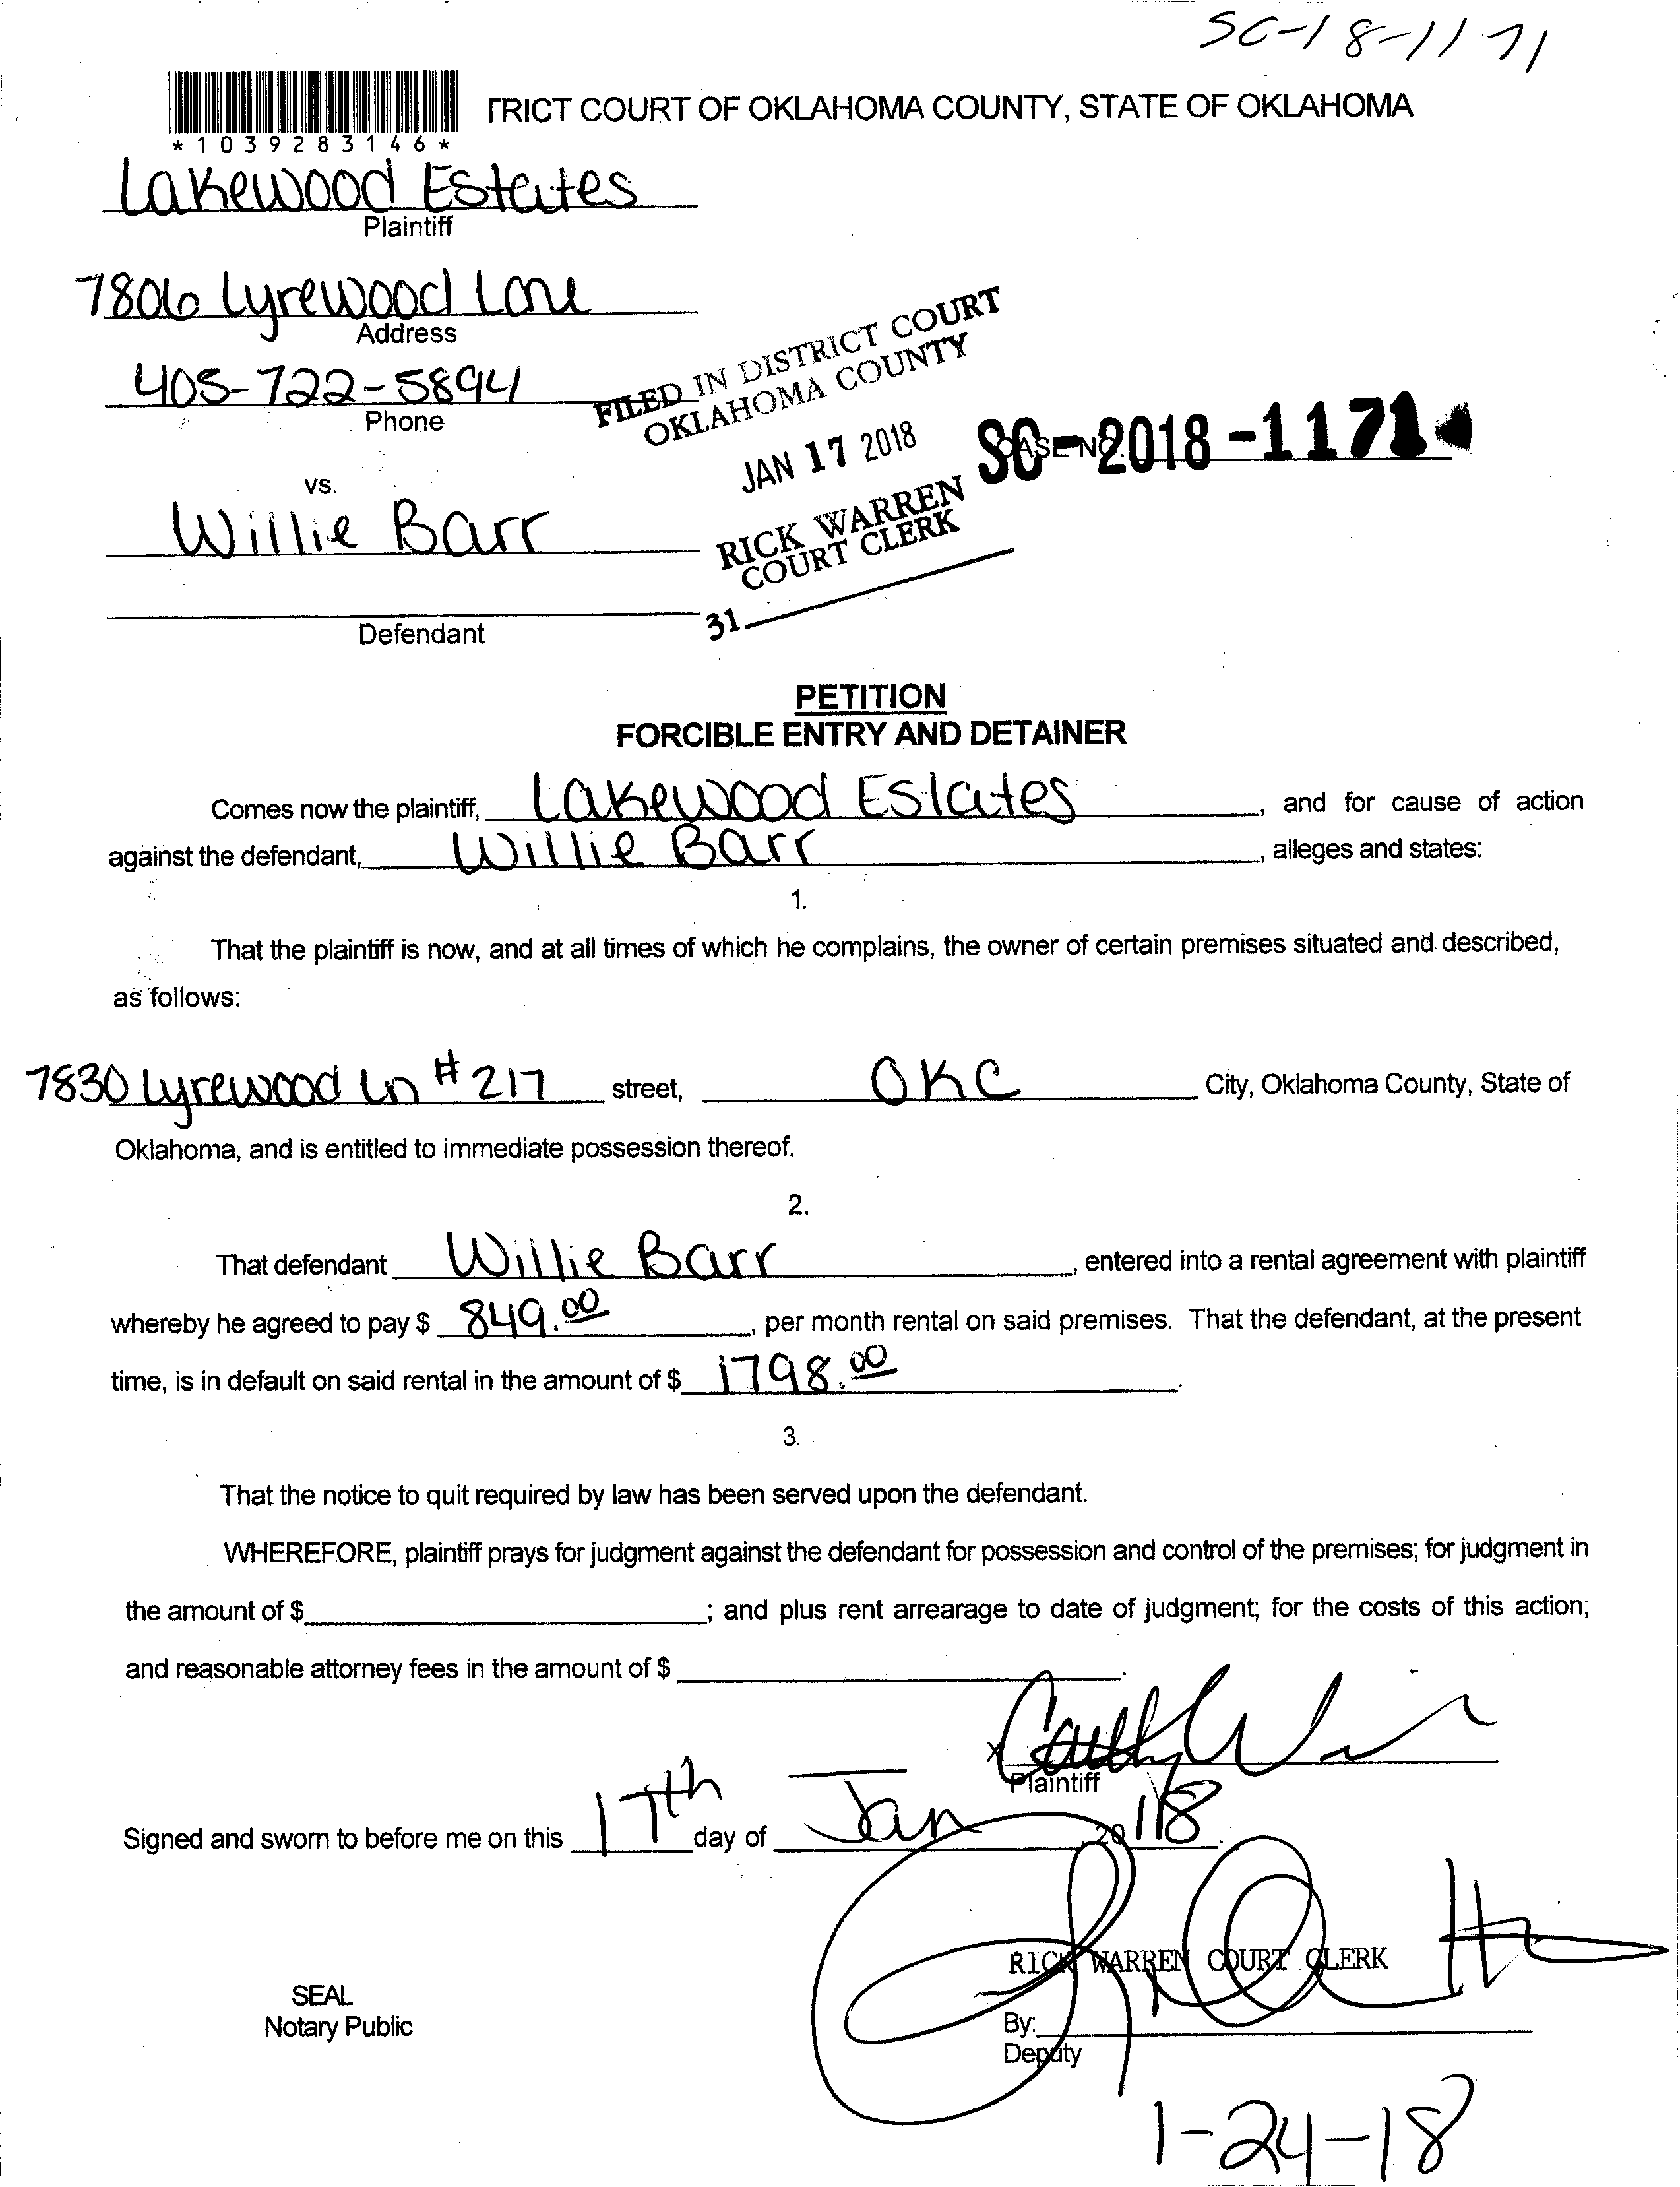 SC-18-1171
TRICT COURT OF OKLAHOMA COUNTY, STATE OF OKLAHOMA
*1039283146*
Lakewood Estates
Plaintiff
7806 Lyrewood Lane
Address
405-722-5894
Phone
FILED IN DISTRICT COURT
OKLAHOMA COUNTY
JAN 17 2018
RICK WARREN
COURT CLERK
31
CASE NO.
SC-2018-1171
vs.
Willie Barr
Defendant
PETITION
FORCIBLE ENTRY AND DETAINER
Comes now the plaintiff, Lakewood Estates, and for cause of action
against the defendant, Willie Barr, alleges and states:
1.
That the plaintiff is now, and at all times of which he complains, the owner of certain premises situated and described,
as follows:
7830 Lyrewood Ln #217 street, OKC City, Oklahoma County, State of
Oklahoma, and is entitled to immediate possession thereof.
2.
That defendant Willie Barr, entered into a rental agreement with plaintiff
whereby he agreed to pay $ 849.00, per month rental on said premises. That the defendant, at the present
time, is in default on said rental in the amount of $ 1798.00.
3.
That the notice to quit required by law has been served upon the defendant.
WHEREFORE, plaintiff prays for judgment against the defendant for possession and control of the premises; for judgment in
the amount of $; and plus rent arrearage to date of judgment; for the costs of this action;
and reasonable attorney fees in the amount of $.
x
Plaintiff
Signed and sworn to before me on this 17th day of Jan, 2018.
RICK WARREN COURT CLERK
SEAL
Notary Public
By:
Deputy
1-24-18